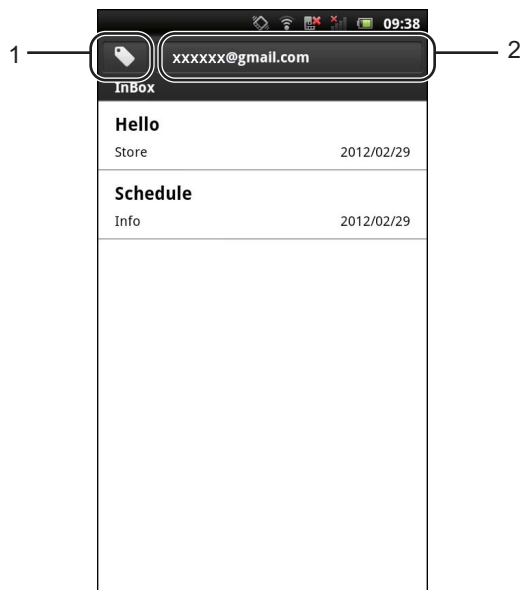 09:38
1
xxxxxx@gmail.com
2
InBox
Hello
Store 2012/02/29
Schedule
Info 2012/02/29